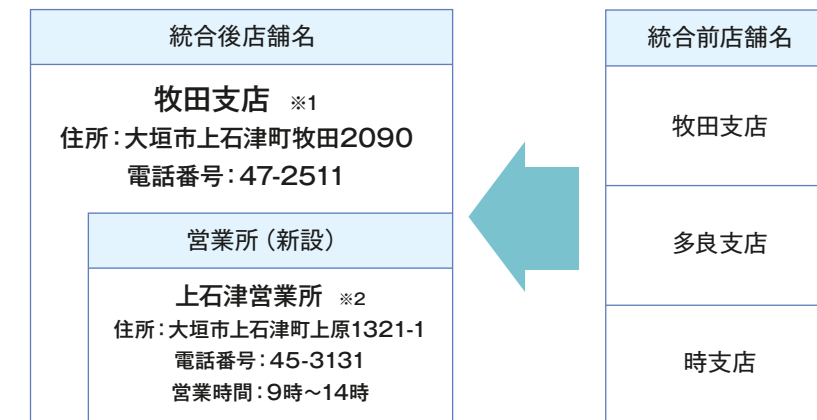 統合後店舗名
牧田支店 ※1
住所：大垣市上石津町牧田2090
電話番号：47-2511
営業所（新設）
上石津営業所 ※2
住所：大垣市上石津町上原1321-1
電話番号：45-3131
営業時間：9時〜14時
統合前店舗名
牧田支店
多良支店
時支店